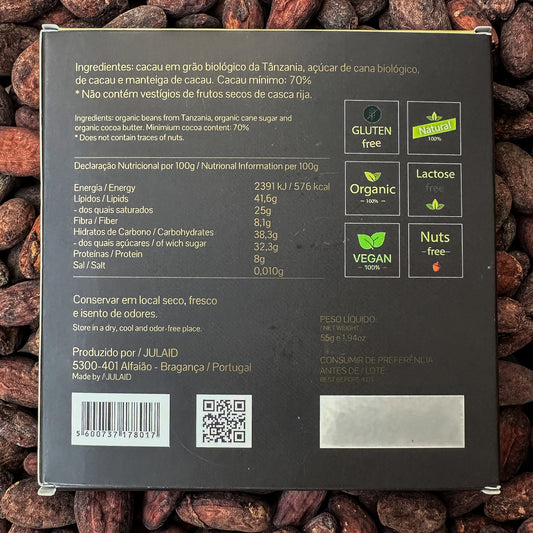 Ingredientes: cacau em grão biológico da Tânzania, açúcar de cana biológico,
de cacau e manteiga de cacau. Cacau mínimo: 70%
* Não contém vestígios de frutos secos de casca rija.
Ingredients: organic beans from Tanzania, organic cane sugar and
organic cocoa butter. Minimum cocoa content: 70%
* Does not contain traces of nuts.
Declaração Nutricional por 100g / Nutrional Information per 100g
Energia / Energy 2391 kJ / 576 kcal
Lípidos / Lipids 41,6g
- dos quais saturados 25g
Fibra / Fiber 8,1g
Hidratos de Carbono / Carbohydrates 38,3g
- dos quais açúcares / of wich sugar 32,3g
Proteínas / Protein 8g
Sal / Salt 0,010g
GLUTEN
free
Natural
100%
Organic
100%
Lactose
free
VEGAN
100%
Nuts
free
Conservar em local seco, fresco
e isento de odores.
Store in a dry, cool and odor-free place.
Produzido por / JULAID
5300-401 Alfaião - Bragança / Portugal
Made by / JULAID
PESO LÍQUIDO:
/ NET WEIGHT:
55g e 1,94oz
CONSUMIR DE PREFERÊNCIA
ANTES DE / LOTE:
BEST BEFORE / LOT:
5 600737 178017